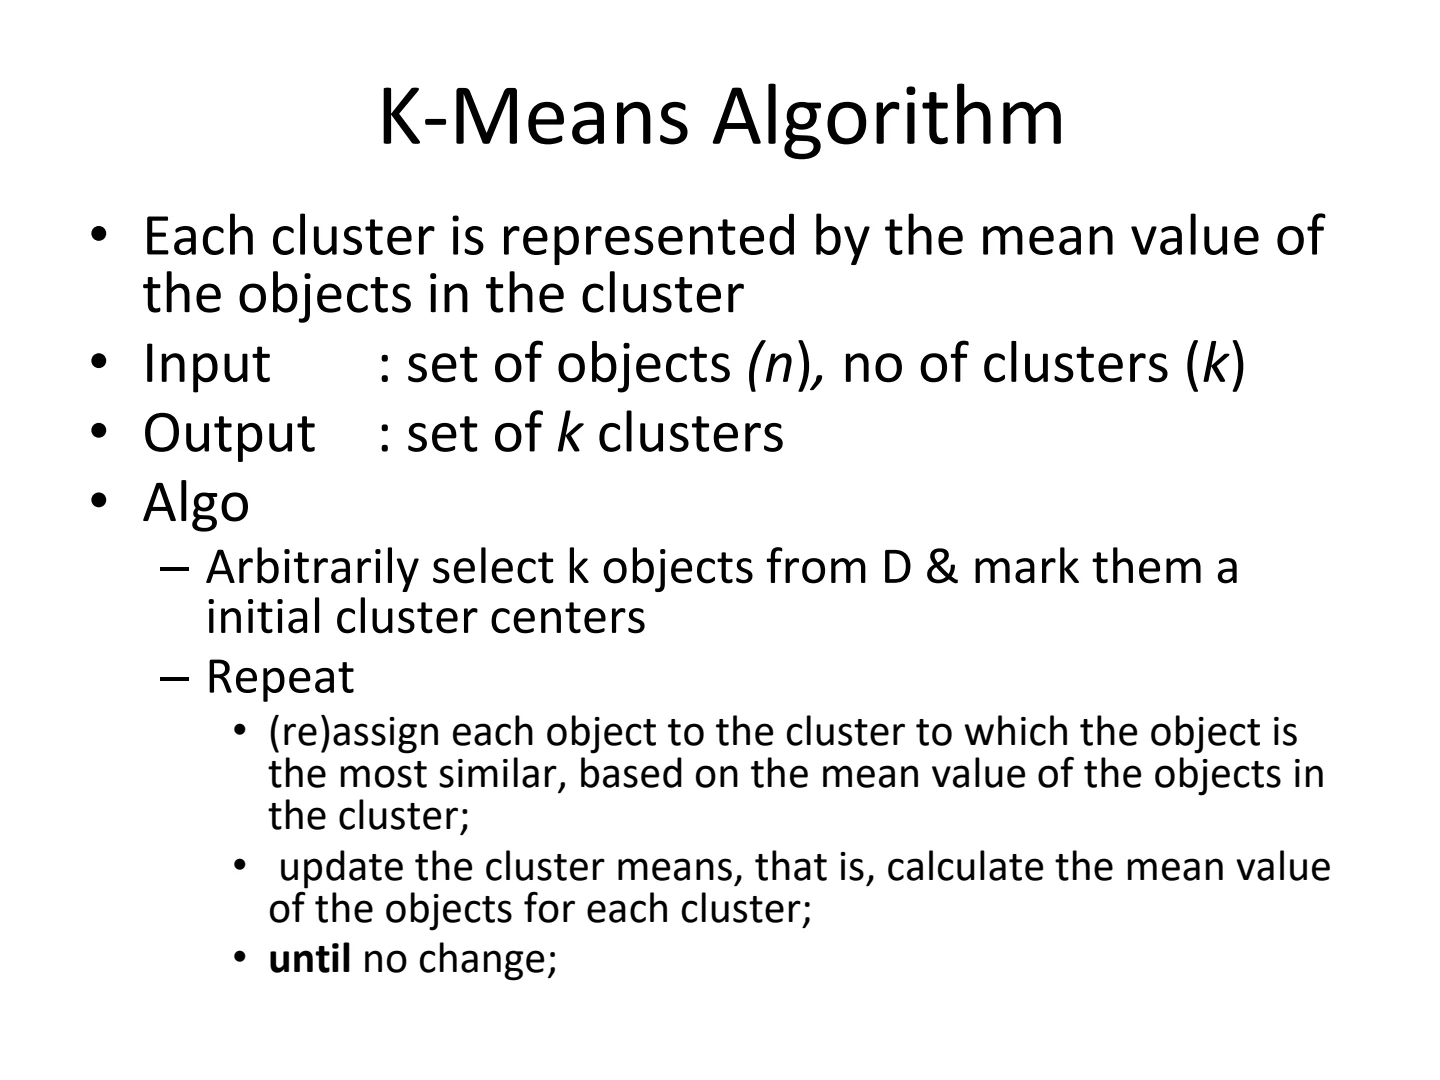 K-Means Algorithm
• Each cluster is represented by the mean value of
the objects in the cluster
• Input : set of objects (n), no of clusters (k)
• Output : set of k clusters
• Algo
– Arbitrarily select k objects from D & mark them a
initial cluster centers
– Repeat
• (re)assign each object to the cluster to which the object is
the most similar, based on the mean value of the objects in
the cluster;
• update the cluster means, that is, calculate the mean value
of the objects for each cluster;
• until no change;